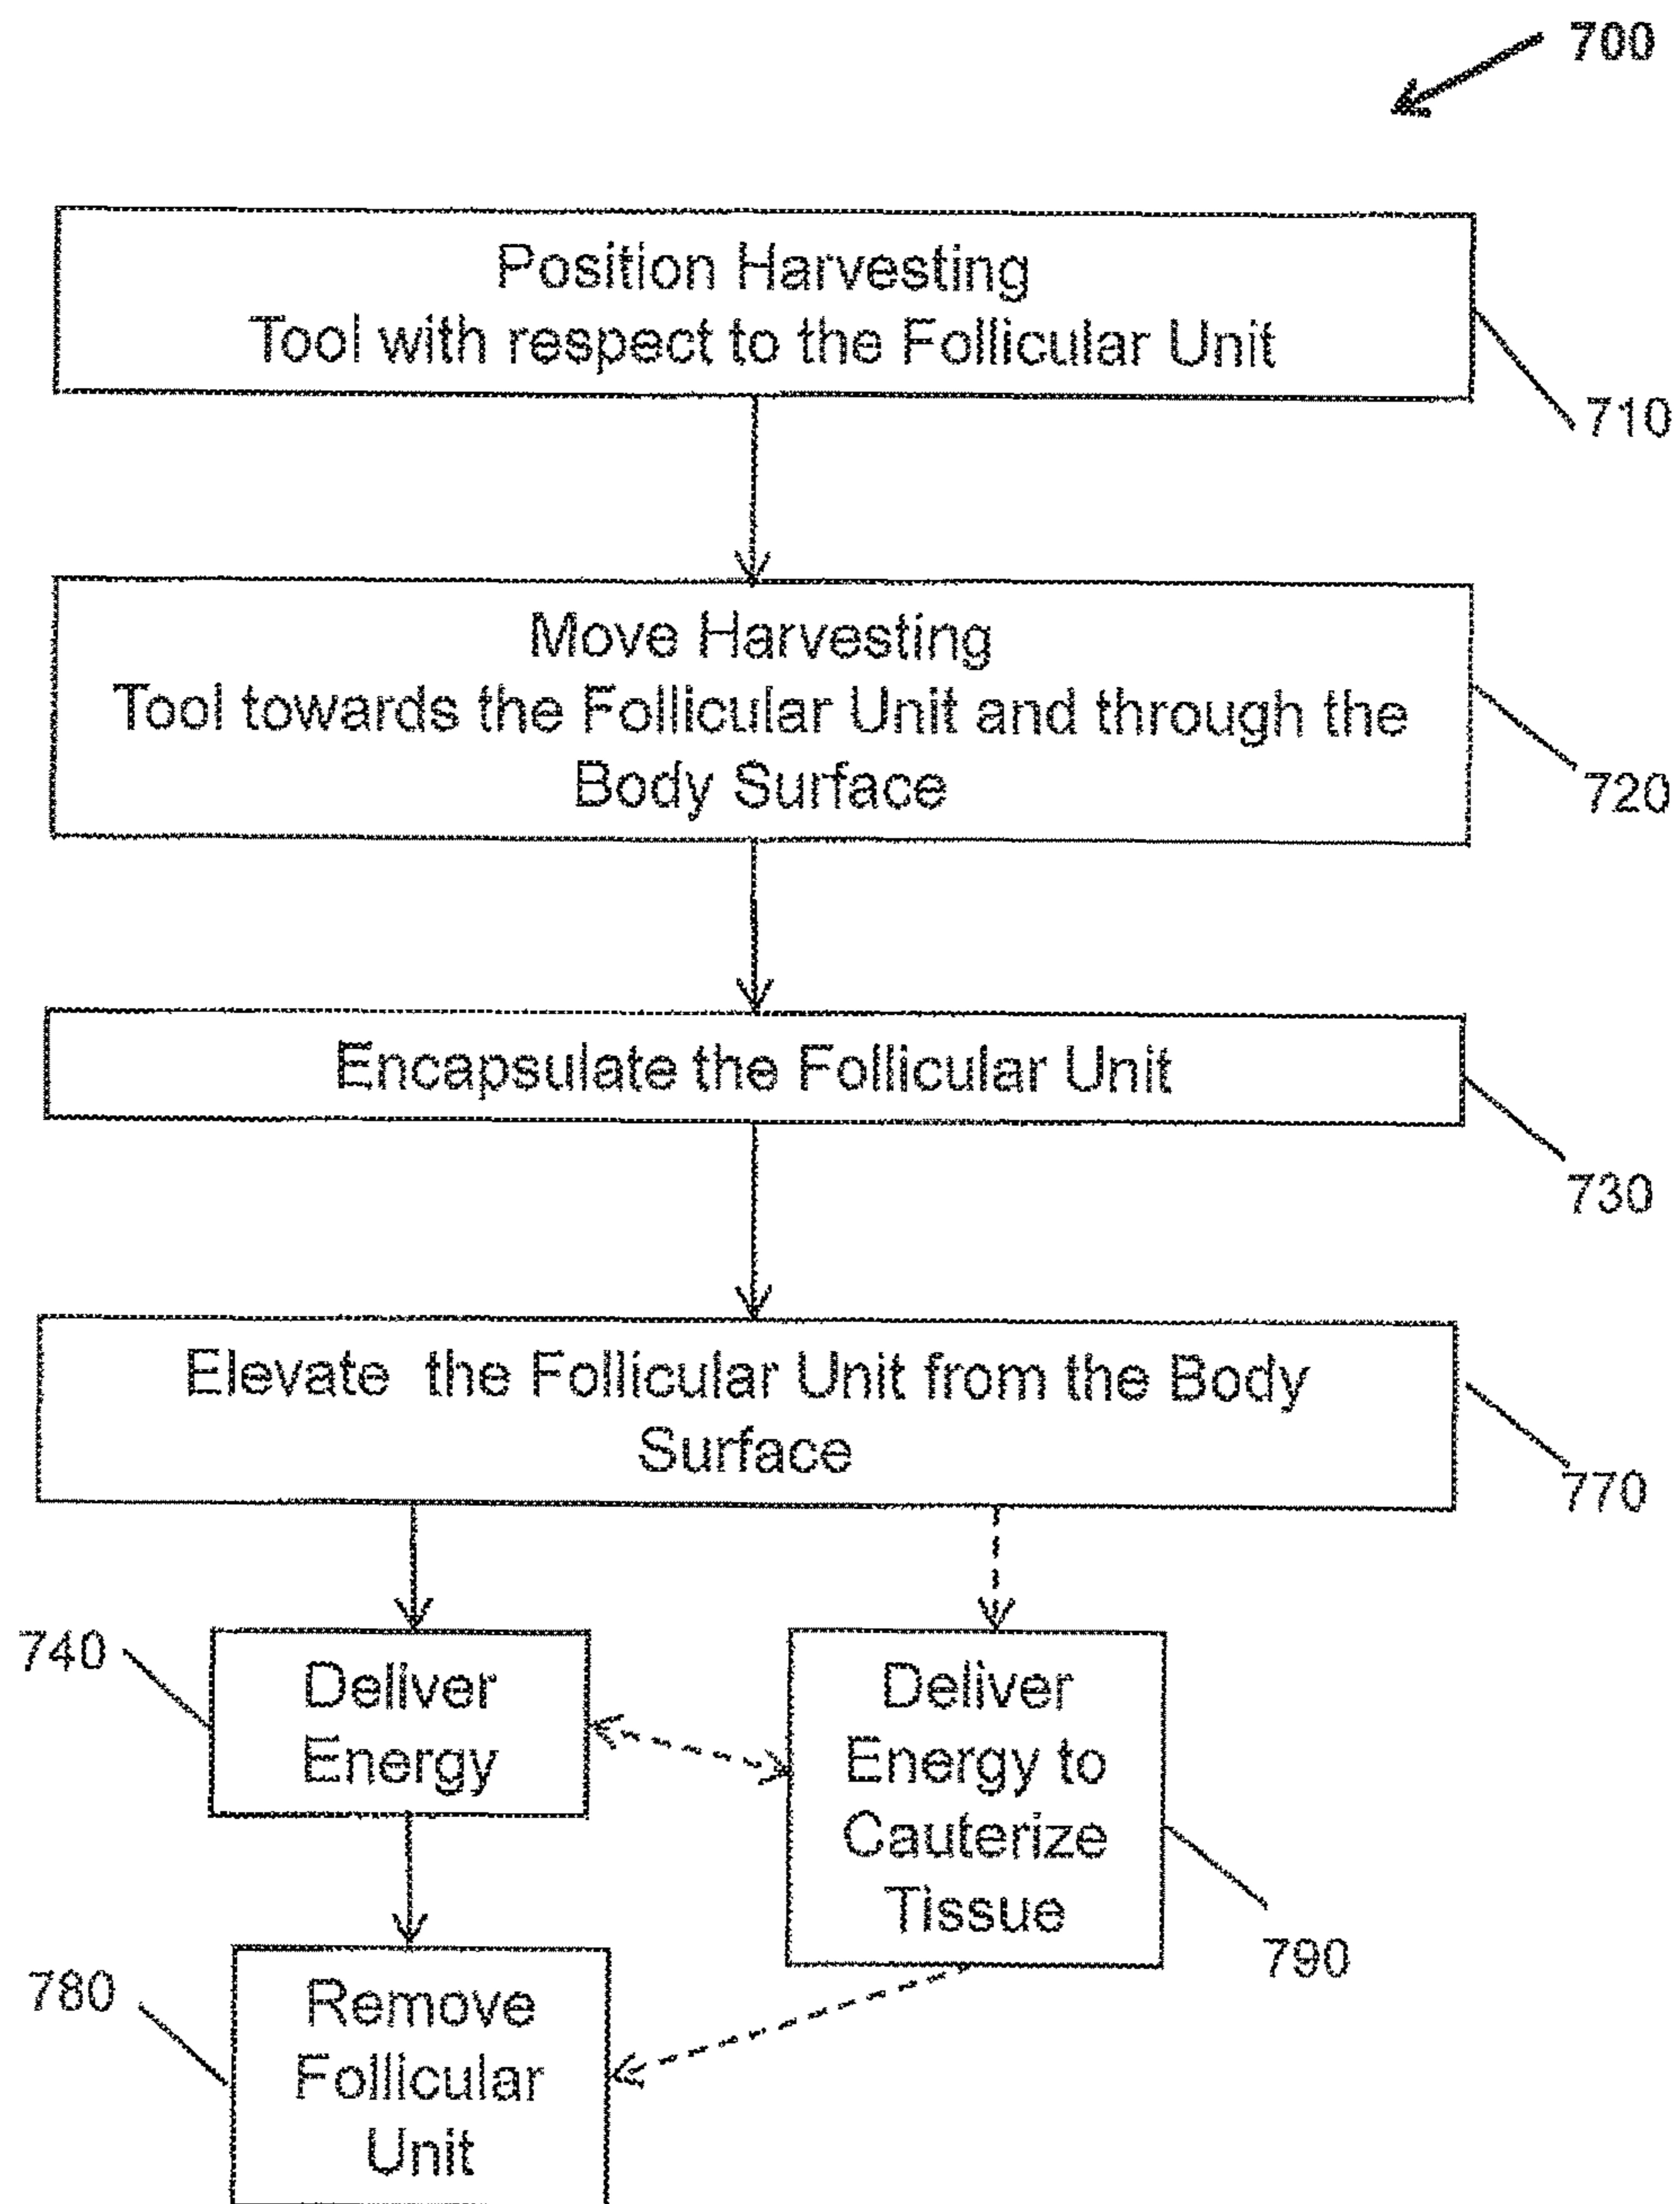 700
Position Harvesting
Tool with respect to the Follicular Unit
710
Move Harvesting
Tool towards the Follicular Unit and through the
Body Surface
720
Encapsulate the Follicular Unit
730
Elevate the Follicular Unit from the Body
Surface
770
740
Deliver
Energy
Deliver
Energy to
Cauterize
Tissue
790
780
Remove
Follicular
Unit